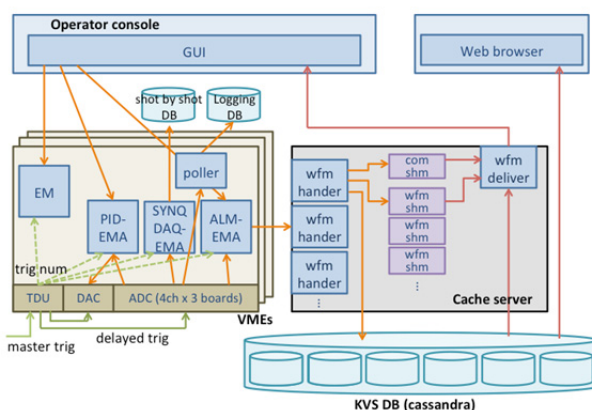 Operator console
GUI
Web browser
shot by shot
DB
Logging
DB
EM
PID-
EMA
SYNQ
DAQ-
EMA
poller
ALM-
EMA
trig num
TDU
DAC
ADC (4ch x 3 boards)
VMEs
master trig
delayed trig
wfm
hander
wfm
hander
wfm
hander
⋮
com
shm
wfm
shm
wfm
shm
⋮
wfm
deliver
Cache server
KVS DB (cassandra)